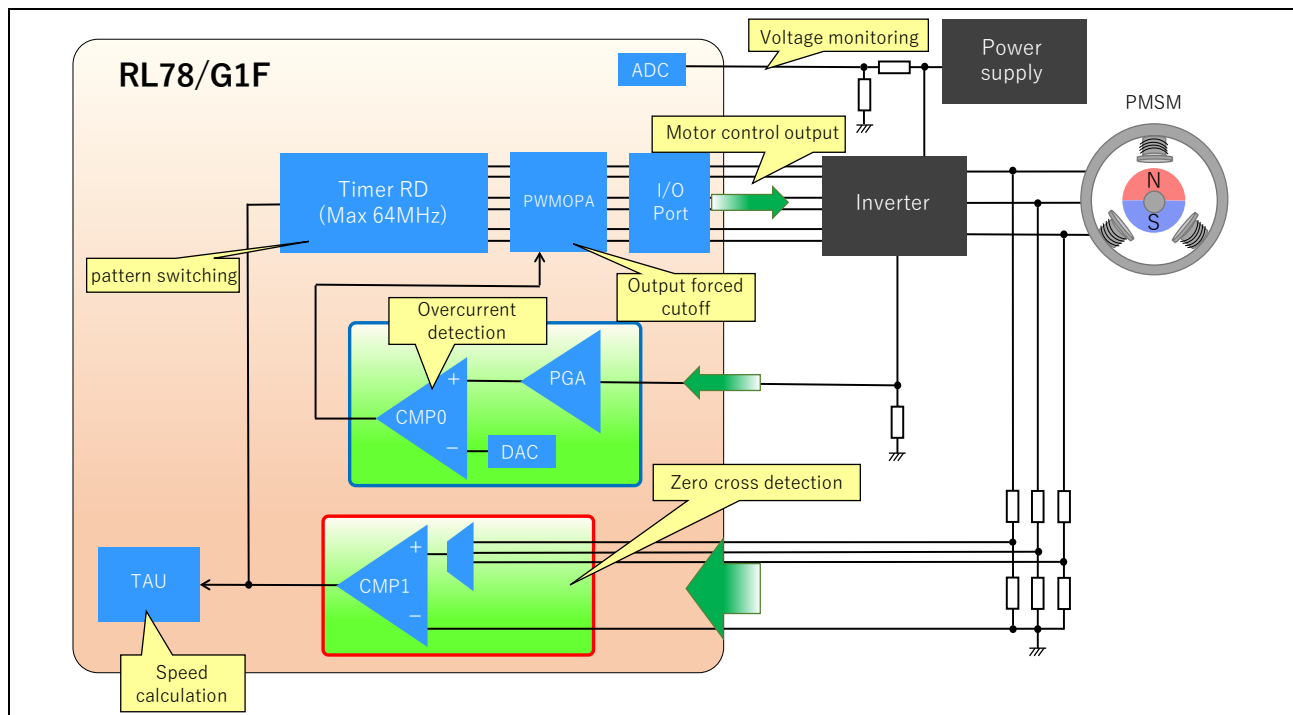 RL78/G1F
ADC
Voltage monitoring
Power
supply
PMSM
Motor control output
Timer RD
(Max 64MHz)
PWMOPA
I/O
Port
Inverter
N
S
pattern switching
Output forced
cutoff
Overcurrent
detection
+
PGA
CMP0
−
DAC
Zero cross detection
+
CMP1
−
TAU
Speed
calculation